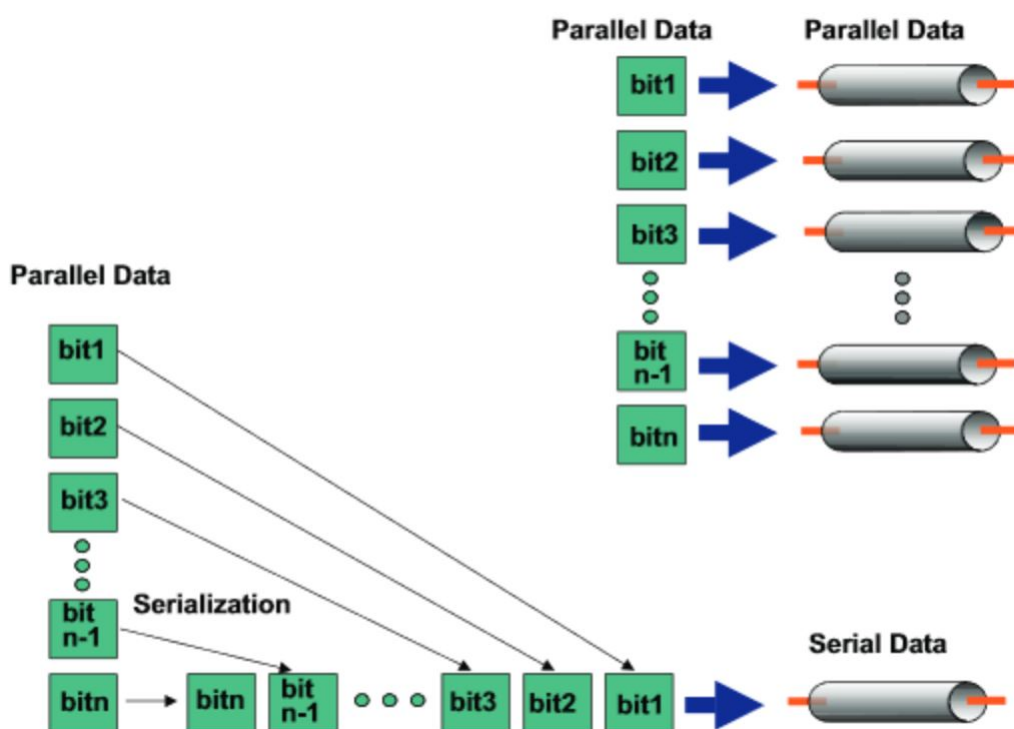 Parallel Data
Parallel Data
bit1
bit2
bit3
bit
n-1
bitn
Parallel Data
bit1
bit2
bit3
bit
n-1
bitn
Serialization
bitn
bit
n-1
bit3
bit2
bit1
Serial Data